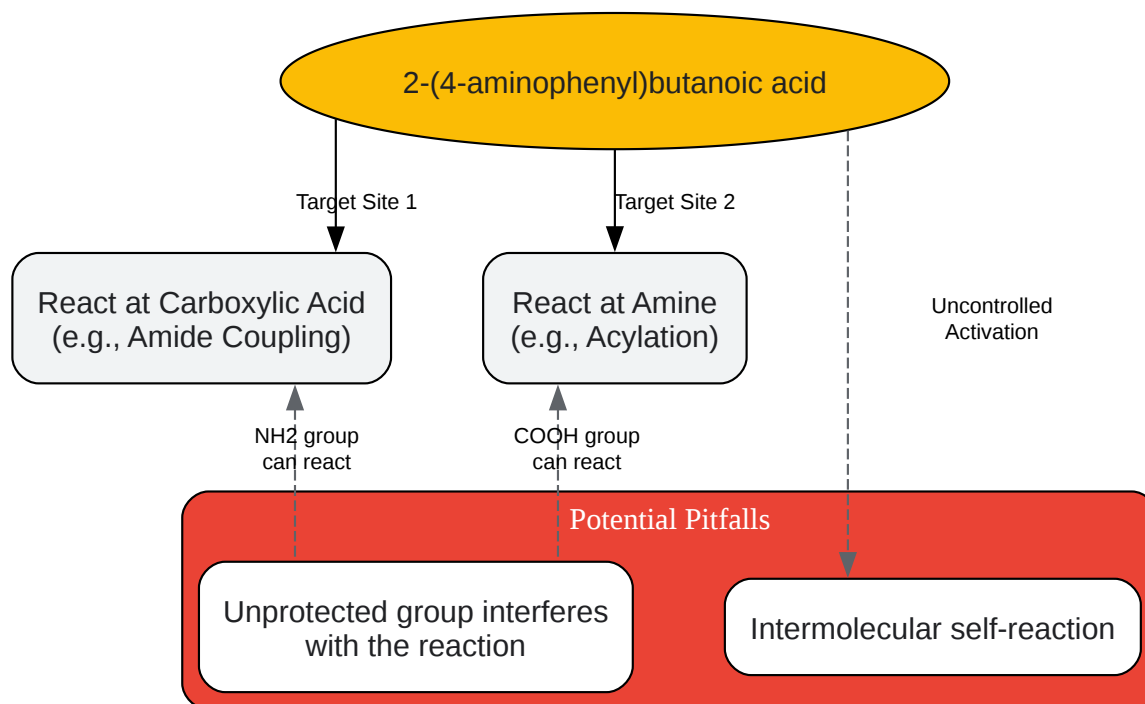 2-(4-aminophenyl)butanoic acid
Target Site 1
Target Site 2
React at Carboxylic Acid
(e.g., Amide Coupling)
React at Amine
(e.g., Acylation)
Uncontrolled
Activation
NH2 group
can react
COOH group
can react
Potential Pitfalls
Unprotected group interferes
with the reaction
Intermolecular self-reaction